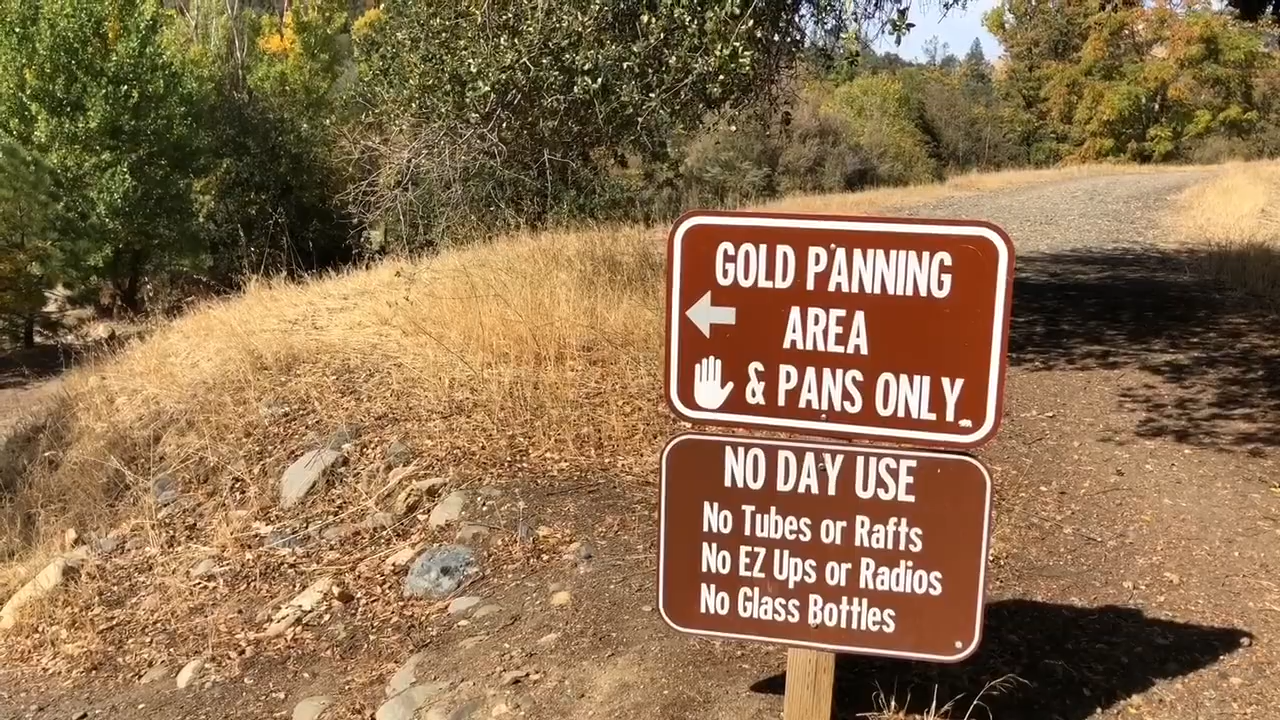 GOLD PANNING
AREA
& PANS ONLY
NO DAY USE
No Tubes or Rafts
No EZ Ups or Radios
No Glass Bottles